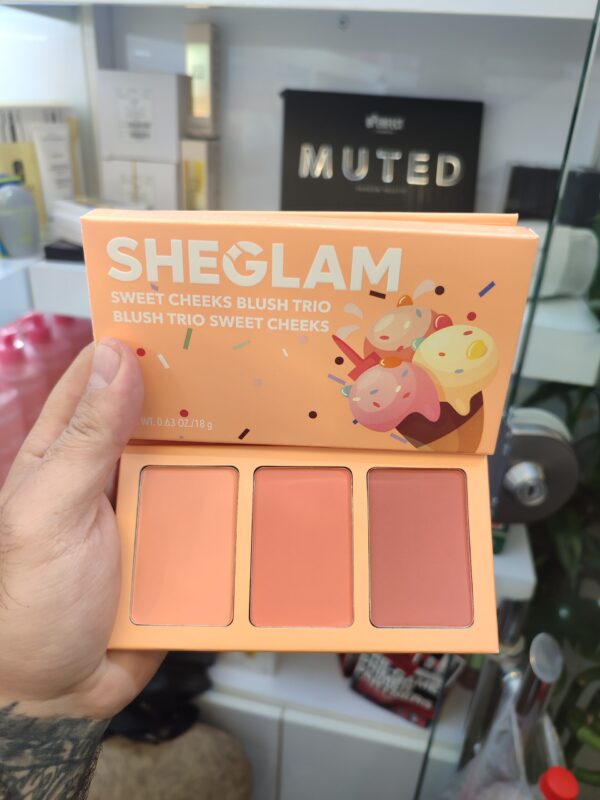 MUTED
SHEGLAM
SWEET CHEEKS BLUSH TRIO
BLUSH TRIO SWEET CHEEKS
WT. 0.63 OZ./18 g